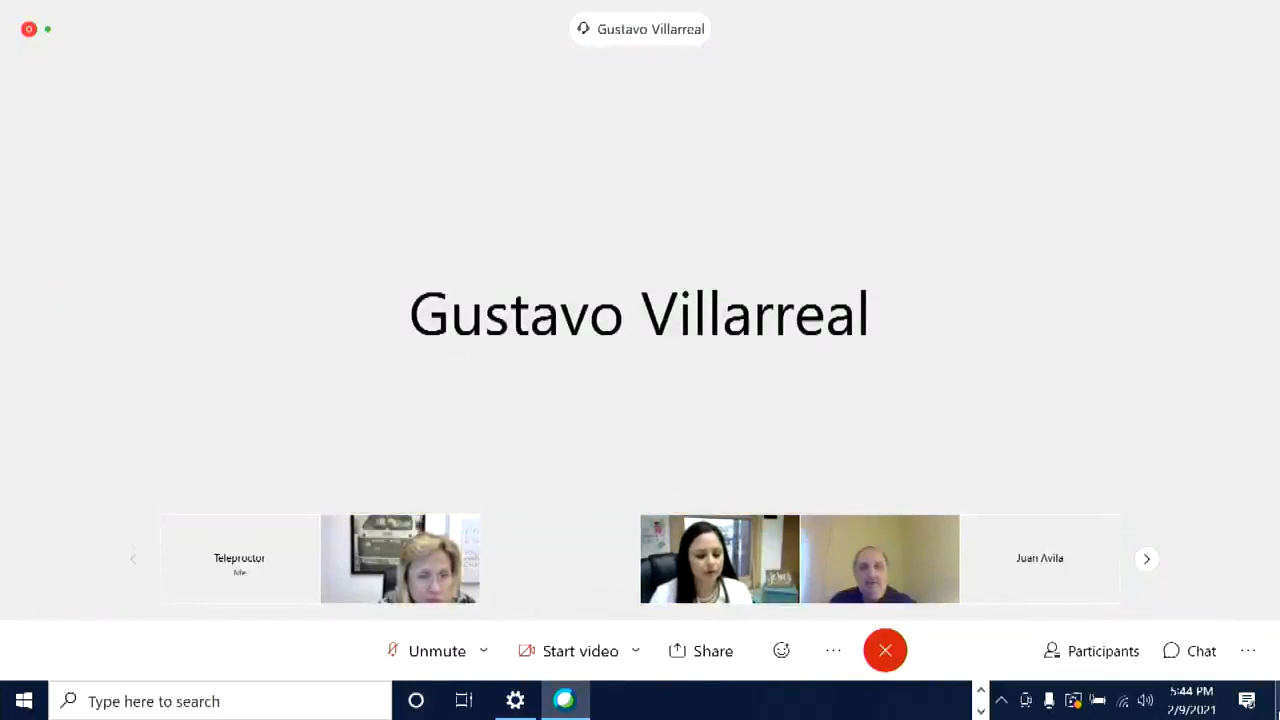 Gustavo Villarreal
Gustavo Villarreal
Teleproctor
Me
Juan Avila
Unmute
Start video
Share
Participants
Chat
Type here to search
5:44 PM
2/9/2021